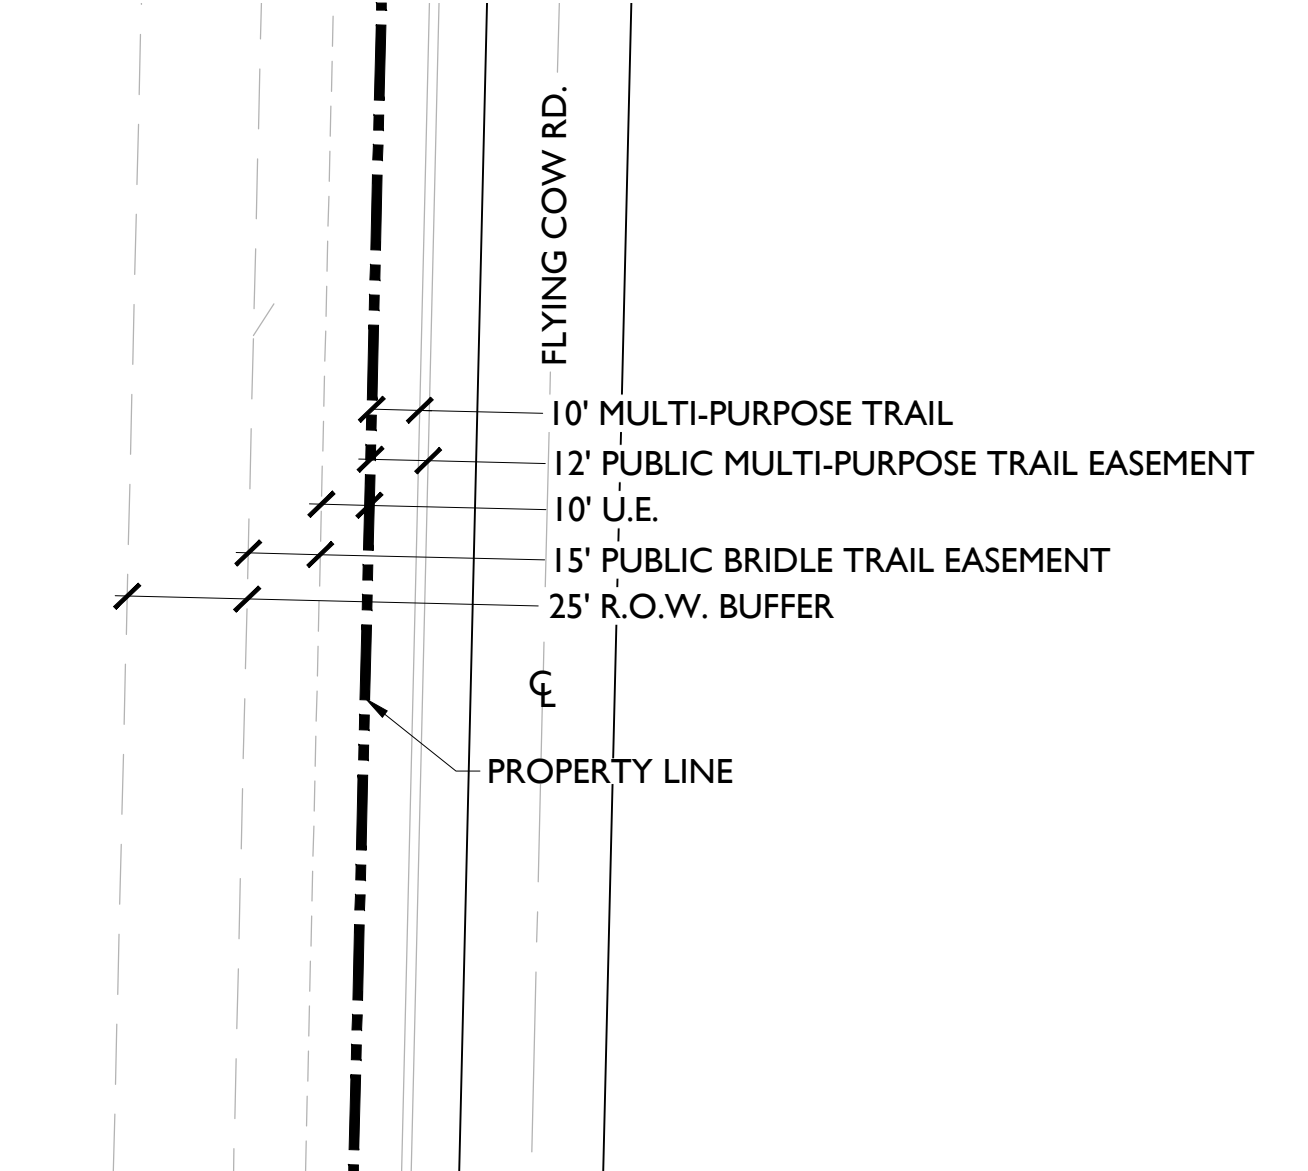 FLYING COW RD.
10' MULTI-PURPOSE TRAIL
12' PUBLIC MULTI-PURPOSE TRAIL EASEMENT
10' U.E.
15' PUBLIC BRIDLE TRAIL EASEMENT
25' R.O.W. BUFFER
℄
PROPERTY LINE